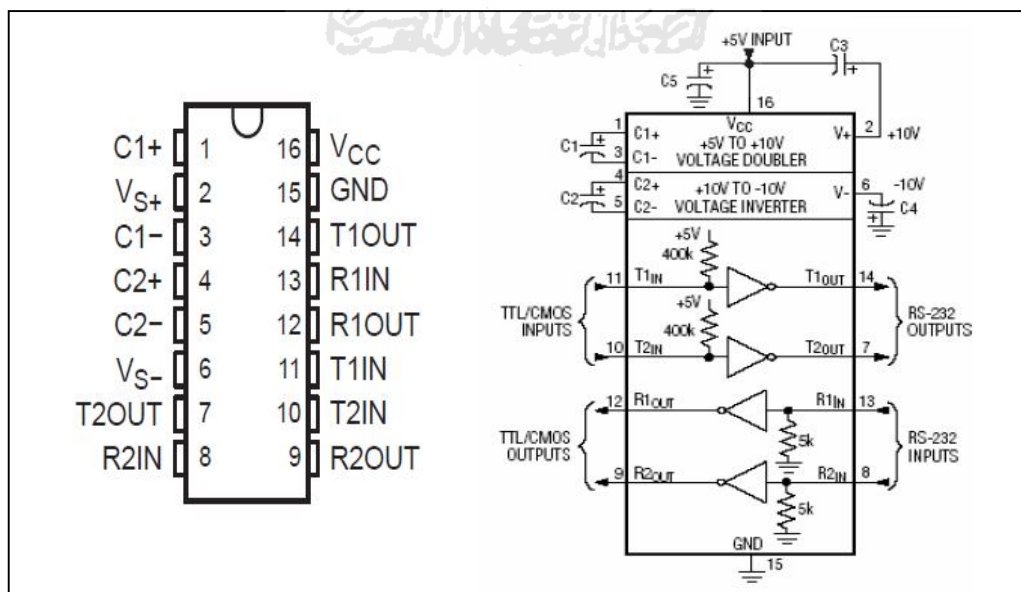 C1+ 1 16 VCC
VS+ 2 15 GND
C1− 3 14 T1OUT
C2+ 4 13 R1IN
C2− 5 12 R1OUT
VS− 6 11 T1IN
T2OUT 7 10 T2IN
R2IN 8 9 R2OUT
+5V INPUT
C3
C5
16
1 C1+ VCC V+ 2 +10V
C1 +5V TO +10V
3 C1- VOLTAGE DOUBLER
4 C2+ +10V TO -10V V- 6 -10V
C2 5 C2- VOLTAGE INVERTER C4
+5V
400k
11 T1IN T1OUT 14
TTL/CMOS INPUTS
+5V
400k
RS-232 OUTPUTS
10 T2IN T2OUT 7
12 R1OUT R1IN 13
TTL/CMOS OUTPUTS
5k
RS-232 INPUTS
9 R2OUT R2IN 8
5k
GND
15